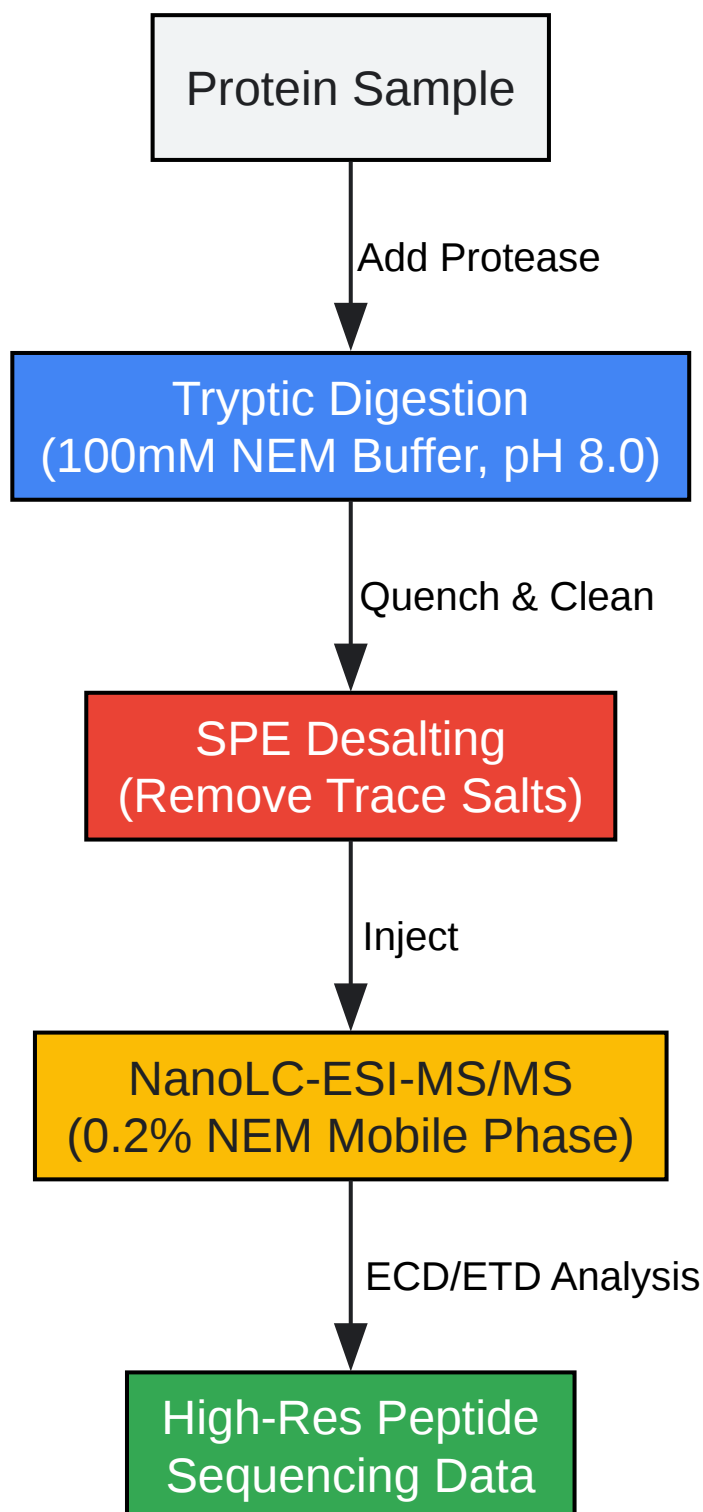 Protein Sample
Add Protease
Tryptic Digestion
(100mM NEM Buffer, pH 8.0)
Quench & Clean
SPE Desalting
(Remove Trace Salts)
Inject
NanoLC-ESI-MS/MS
(0.2% NEM Mobile Phase)
ECD/ETD Analysis
High-Res Peptide
Sequencing Data